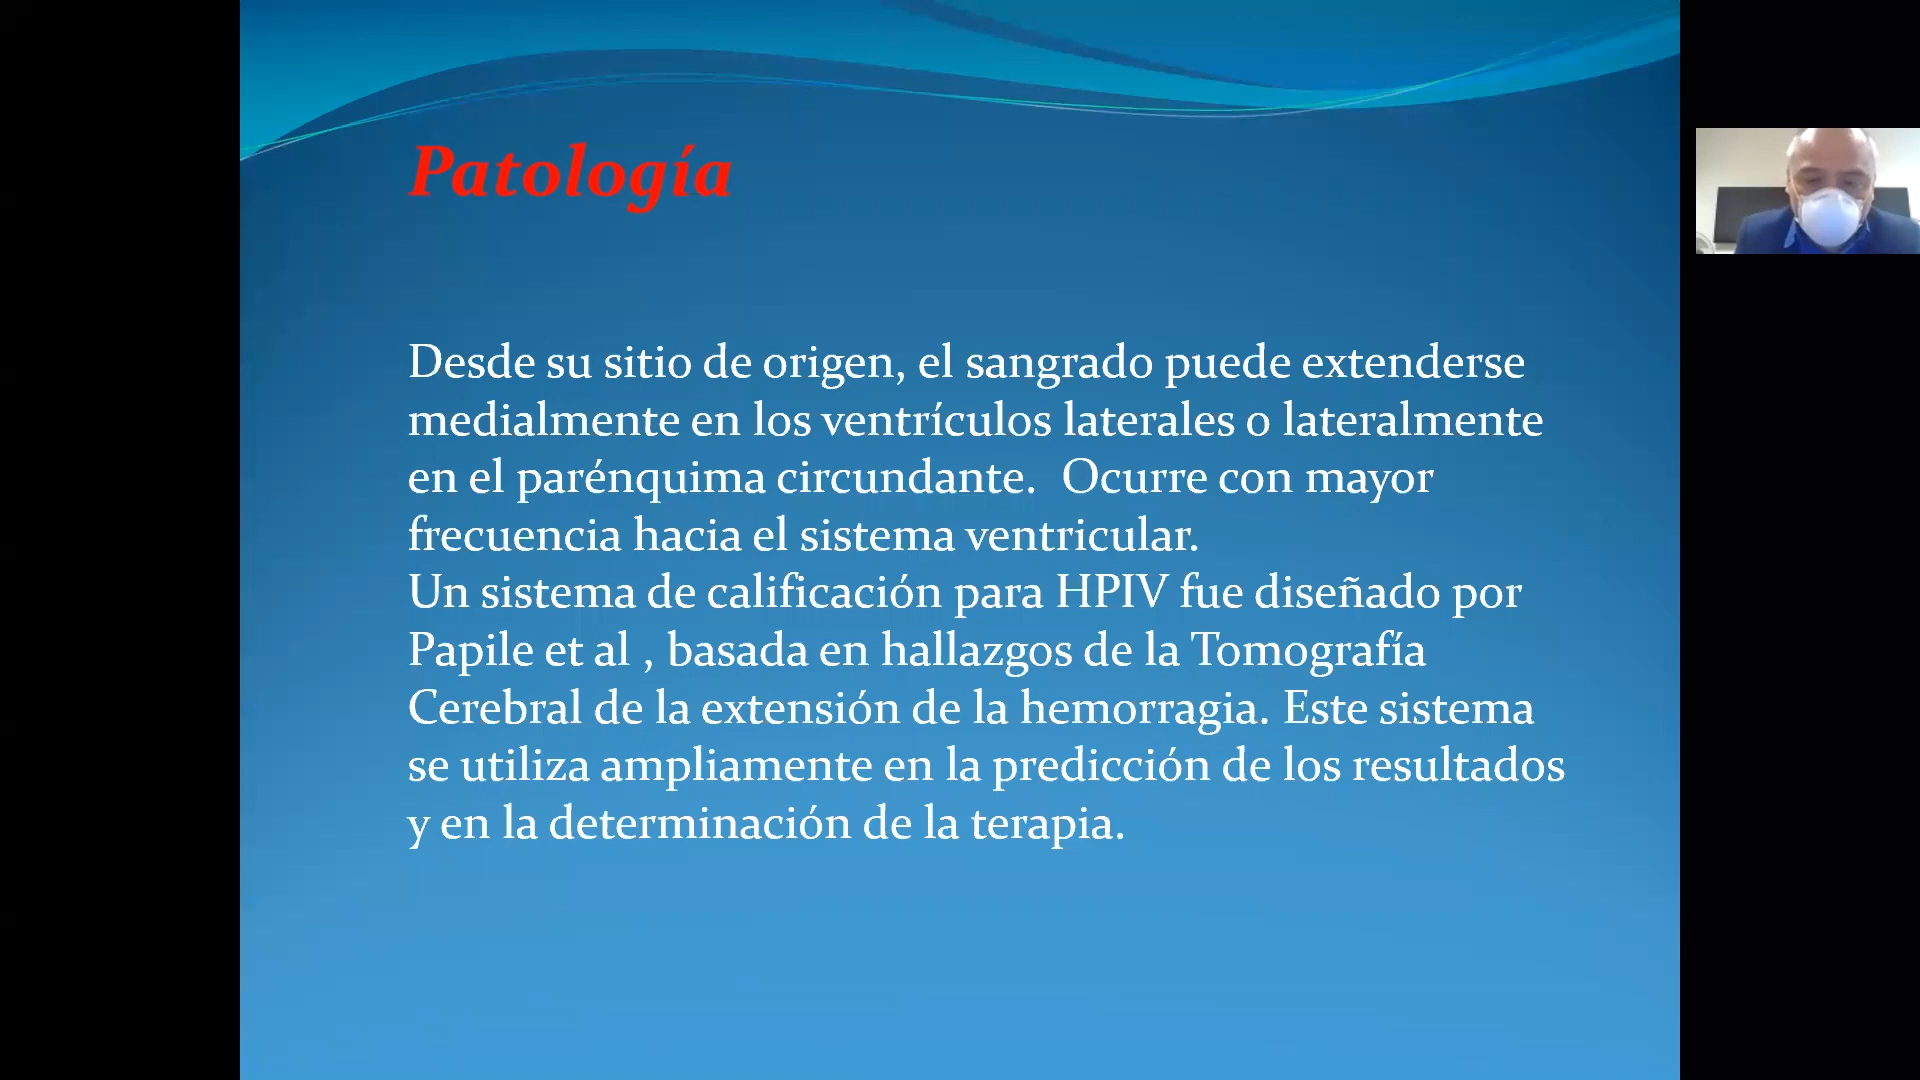 Patología
Desde su sitio de origen, el sangrado puede extenderse
medialmente en los ventrículos laterales o lateralmente
en el parénquima circundante.  Ocurre con mayor
frecuencia hacia el sistema ventricular.
Un sistema de calificación para HPIV fue diseñado por
Papile et al , basada en hallazgos de la Tomografía
Cerebral de la extensión de la hemorragia. Este sistema
se utiliza ampliamente en la predicción de los resultados
y en la determinación de la terapia.